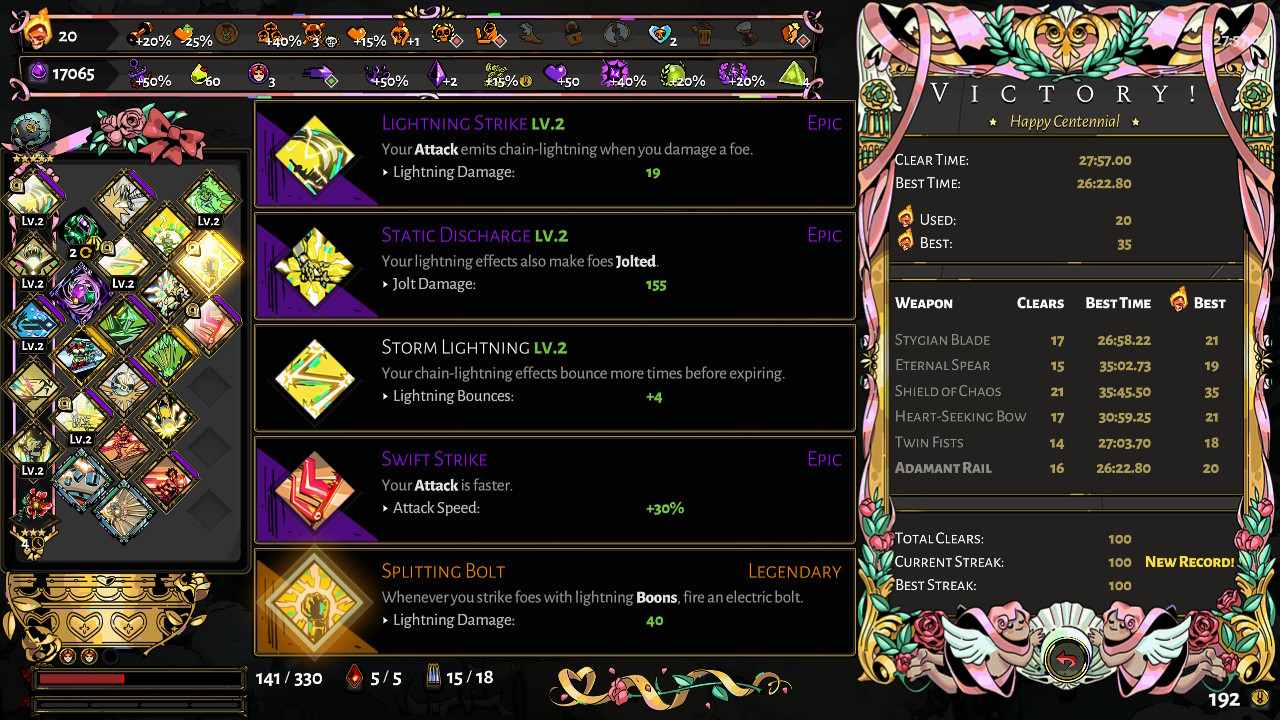 20
+20%
-25%
+40%
3
+15%
+1
2
27:57.00
17065
+50%
60
3
+50%
+2
+15%
+50
+40%
+20%
+20%
4
VICTORY!
Happy Centennial
CLEAR TIME: 27:57.00
BEST TIME: 26:22.80
USED: 20
BEST: 35
WEAPON CLEARS BEST TIME BEST
STYGIAN BLADE 17 26:58.22 21
ETERNAL SPEAR 15 35:02.73 19
SHIELD OF CHAOS 21 35:45.50 35
HEART-SEEKING BOW 17 30:59.25 21
TWIN FISTS 14 27:03.70 18
ADAMANT RAIL 16 26:22.80 20
TOTAL CLEARS: 100
CURRENT STREAK: 100 NEW RECORD!
BEST STREAK: 100
LIGHTNING STRIKE LV.2 EPIC
Your Attack emits chain-lightning when you damage a foe.
Lightning Damage: 19
STATIC DISCHARGE LV.2 EPIC
Your lightning effects also make foes Jolted.
Jolt Damage: 155
STORM LIGHTNING LV.2
Your chain-lightning effects bounce more times before expiring.
Lightning Bounces: +4
SWIFT STRIKE EPIC
Your Attack is faster.
Attack Speed: +30%
SPLITTING BOLT LEGENDARY
Whenever you strike foes with lightning Boons, fire an electric bolt.
Lightning Damage: 40
Lv.2
Lv.2
2
Lv.2
Lv.2
Lv.2
Lv.2
Lv.2
4
141 / 330
5 / 5
15 / 18
192